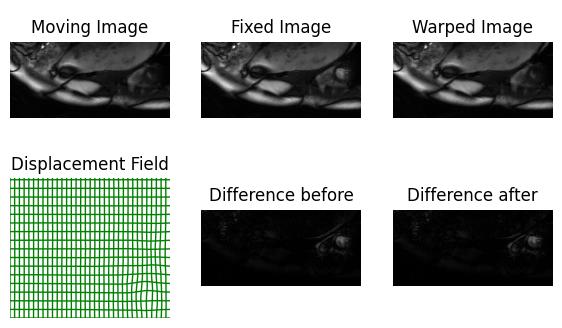 Moving Image
Fixed Image
Warped Image
Displacement Field
Difference before
Difference after